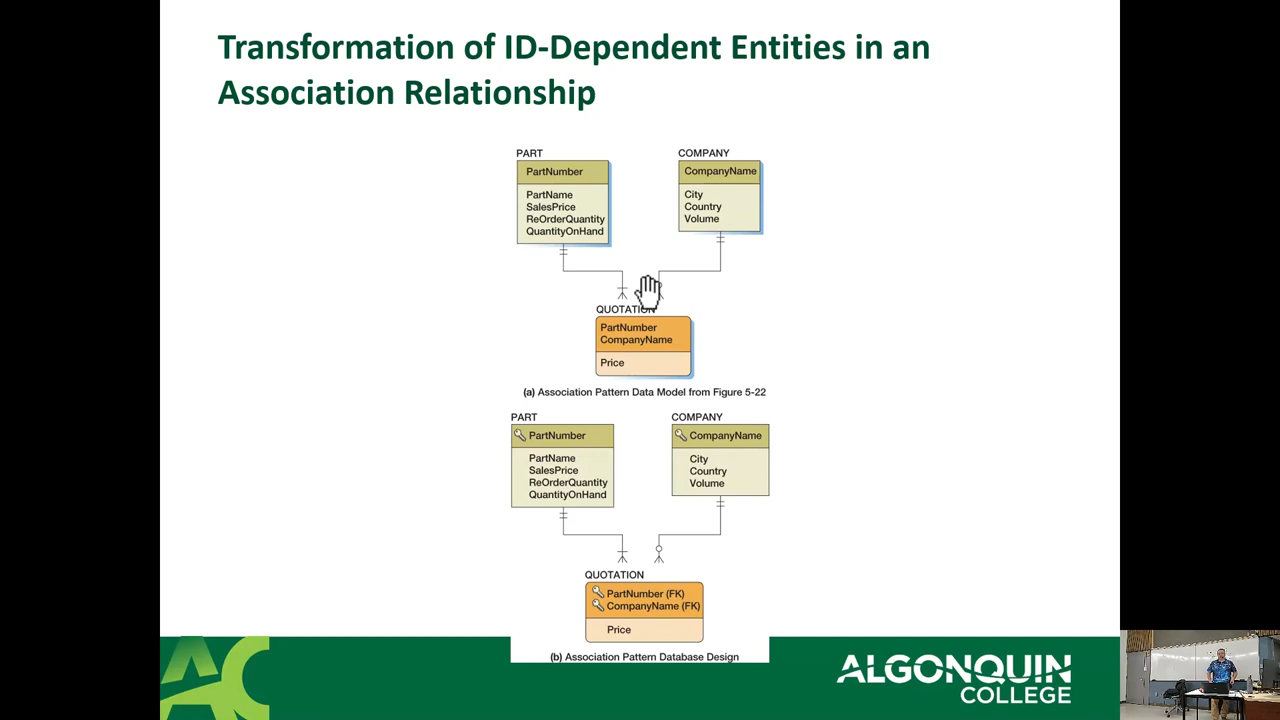 Transformation of ID-Dependent Entities in an
Association Relationship
PART
PartNumber
PartName
SalesPrice
ReOrderQuantity
QuantityOnHand
COMPANY
CompanyName
City
Country
Volume
QUOTATION
PartNumber
CompanyName
Price
(a) Association Pattern Data Model from Figure 5-22
PART
PartNumber
PartName
SalesPrice
ReOrderQuantity
QuantityOnHand
COMPANY
CompanyName
City
Country
Volume
QUOTATION
PartNumber (FK)
CompanyName (FK)
Price
(b) Association Pattern Database Design
AC
ALGONQUIN
COLLEGE